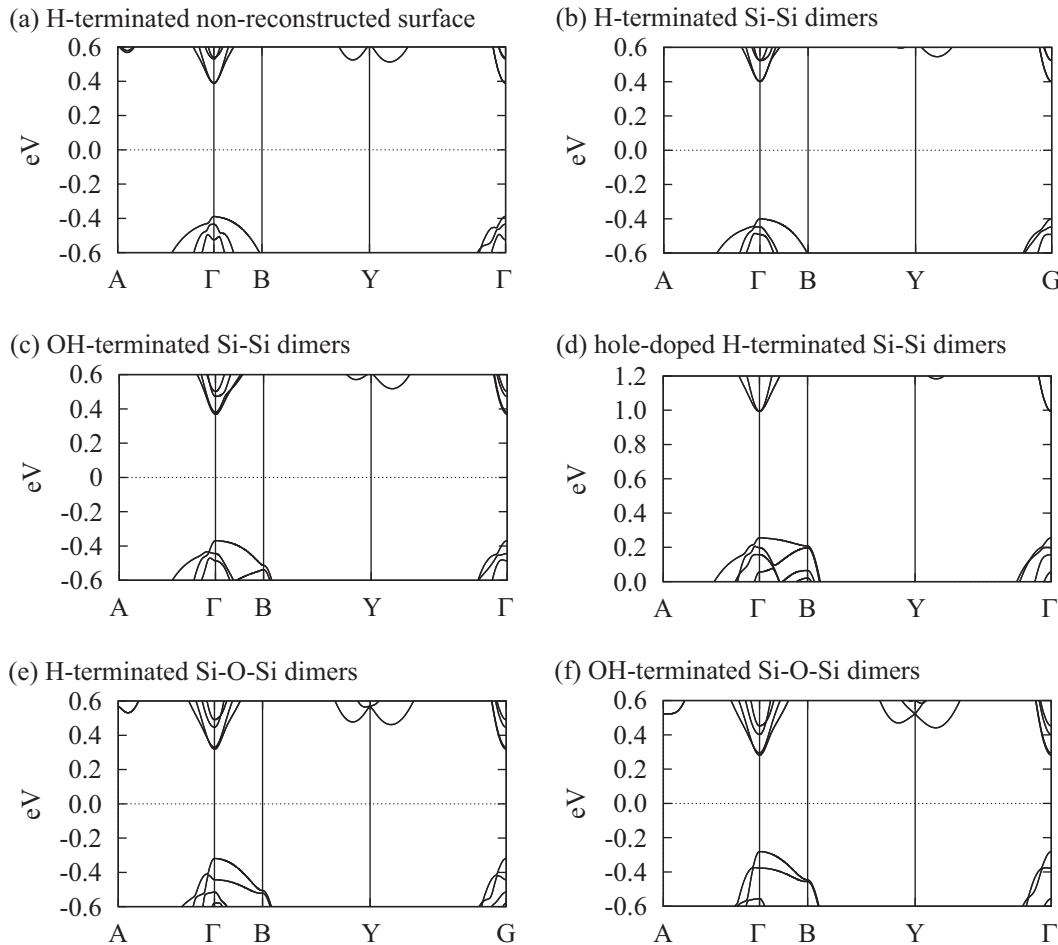 (a) H-terminated non-reconstructed surface
(b) H-terminated Si-Si dimers
0.6
0.4
0.2
0.0
-0.2
-0.4
-0.6
eV
A Γ B Y Γ
0.6
0.4
0.2
0.0
-0.2
-0.4
-0.6
eV
A Γ B Y G
(c) OH-terminated Si-Si dimers
(d) hole-doped H-terminated Si-Si dimers
0.6
0.4
0.2
0
-0.2
-0.4
-0.6
eV
A Γ B Y Γ
1.2
1.0
0.8
0.6
0.4
0.2
0.0
eV
A Γ B Y Γ
(e) H-terminated Si-O-Si dimers
(f) OH-terminated Si-O-Si dimers
0.6
0.4
0.2
0.0
-0.2
-0.4
-0.6
eV
A Γ B Y G
0.6
0.4
0.2
0.0
-0.2
-0.4
-0.6
eV
A Γ B Y Γ